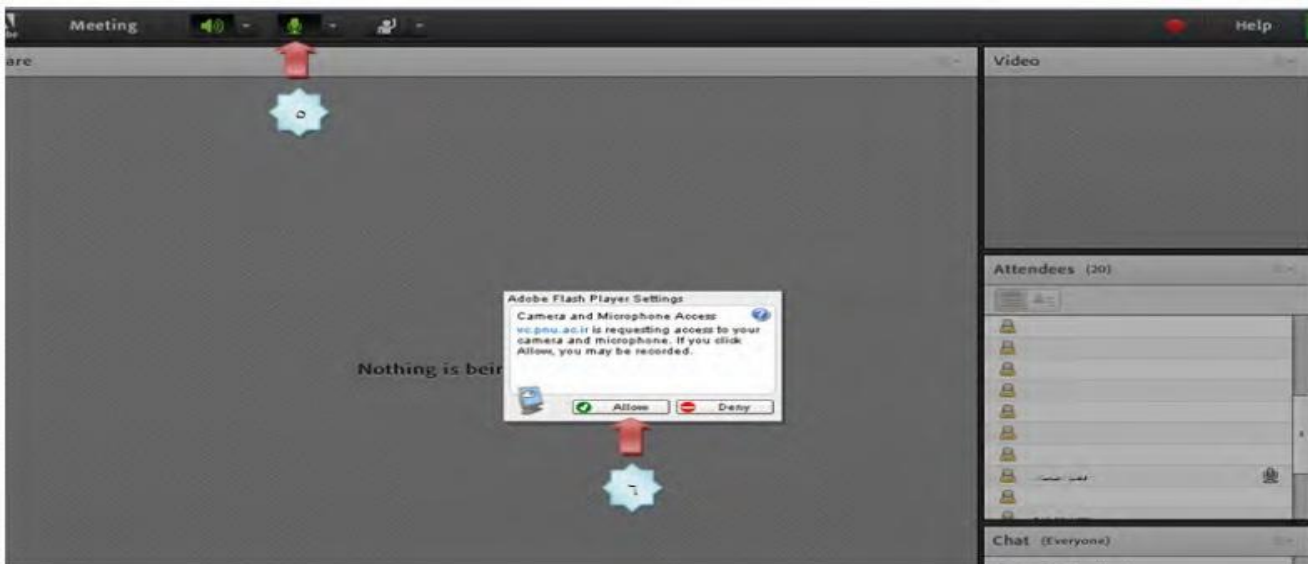 Meeting
Help
are
Video
۵
Attendees (20)
Adobe Flash Player Settings
Camera and Microphone Access
vc.pnu.ac.ir is requesting access to your
camera and microphone. If you click
Allow, you may be recorded.
Nothing is bein
Allow
Deny
۶
Chat (Everyone)